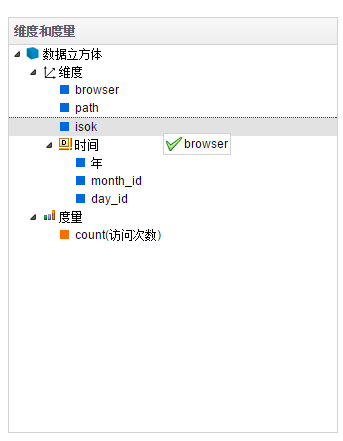 维度和度量
数据立方体
维度
browser
path
isok
时间
browser
年
month_id
day_id
度量
count(访问次数)